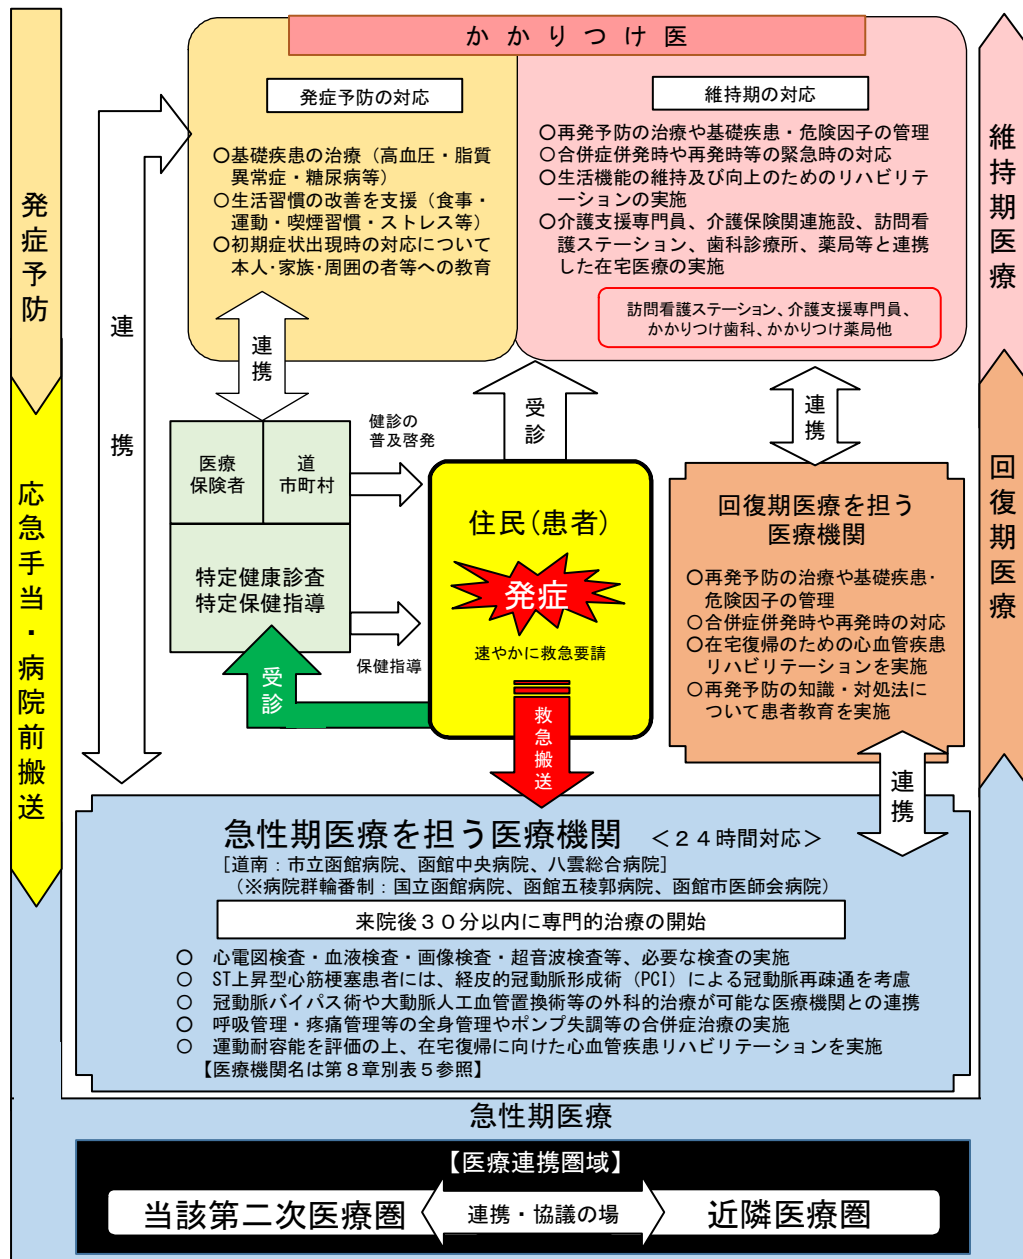 かかりつけ医
発症予防の対応
○基礎疾患の治療（高血圧・脂質
異常症・糖尿病等）
○生活習慣の改善を支援（食事・
運動・喫煙習慣・ストレス等）
○初期症状出現時の対応について
本人･家族･周囲の者等への教育
維持期の対応
○再発予防の治療や基礎疾患・危険因子の管理
○合併症併発時や再発時等の緊急時の対応
○生活機能の維持及び向上のためのリハビリテ
ーションの実施
○介護支援専門員、介護保険関連施設、訪問看
護ステーション、歯科診療所、薬局等と連携
した在宅医療の実施
訪問看護ステーション、介護支援専門員、
かかりつけ歯科、かかりつけ薬局他
発症予防
応急手当・病院前搬送
維持期医療
回復期医療
連携
連携
受診
連携
医療
保険者
道
市町村
健診の
普及啓発
特定健康診査
特定保健指導
保健指導
受診
住民(患者)
発症
速やかに救急要請
救急搬送
回復期医療を担う
医療機関
○再発予防の治療や基礎疾患･
危険因子の管理
○合併症併発時や再発時の対応
○在宅復帰のための心血管疾患
リハビリテーションを実施
○再発予防の知識・対処法に
ついて患者教育を実施
連携
急性期医療を担う医療機関　＜２４時間対応＞
[道南：市立函館病院、函館中央病院、八雲総合病院]
（※病院群輪番制：国立函館病院、函館五稜郭病院、函館市医師会病院）
来院後３０分以内に専門的治療の開始
○　心電図検査・血液検査・画像検査・超音波検査等、必要な検査の実施
○　ST上昇型心筋梗塞患者には、経皮的冠動脈形成術（PCI）による冠動脈再疎通を考慮
○　冠動脈バイパス術や大動脈人工血管置換術等の外科的治療が可能な医療機関との連携
○　呼吸管理・疼痛管理等の全身管理やポンプ失調等の合併症治療の実施
○　運動耐容能を評価の上、在宅復帰に向けた心血管疾患リハビリテーションを実施
【医療機関名は第８章別表５参照】
急性期医療
【医療連携圏域】
当該第二次医療圏
連携・協議の場
近隣医療圏